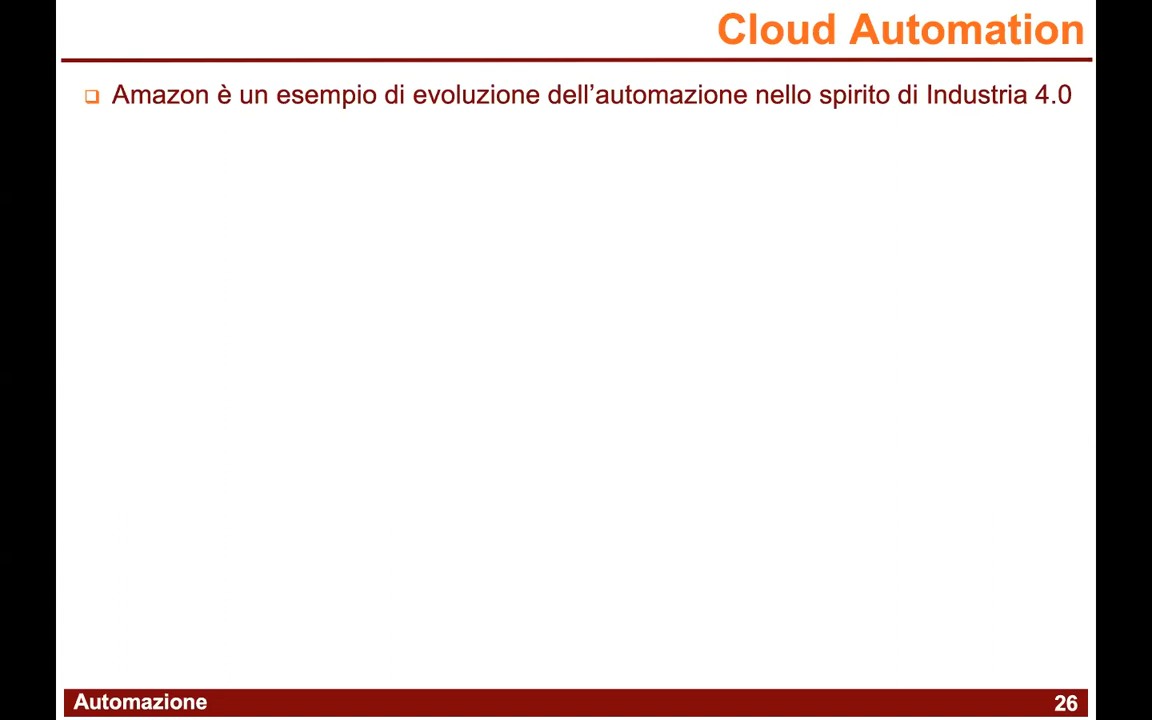 Cloud Automation
Amazon è un esempio di evoluzione dell’automazione nello spirito di Industria 4.0
Automazione
26